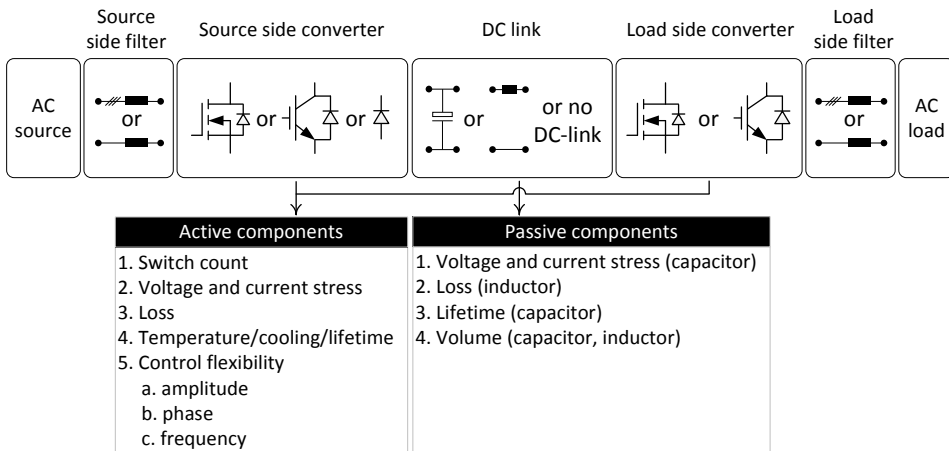 Source
side filter
Source side converter
DC link
Load side converter
Load
side filter
AC
source
or
or
or
or
or no
DC-link
or
or
AC
load
Active components
1. Switch count
2. Voltage and current stress
3. Loss
4. Temperature/cooling/lifetime
5. Control flexibility
a. amplitude
b. phase
c. frequency
Passive components
1. Voltage and current stress (capacitor)
2. Loss (inductor)
3. Lifetime (capacitor)
4. Volume (capacitor, inductor)